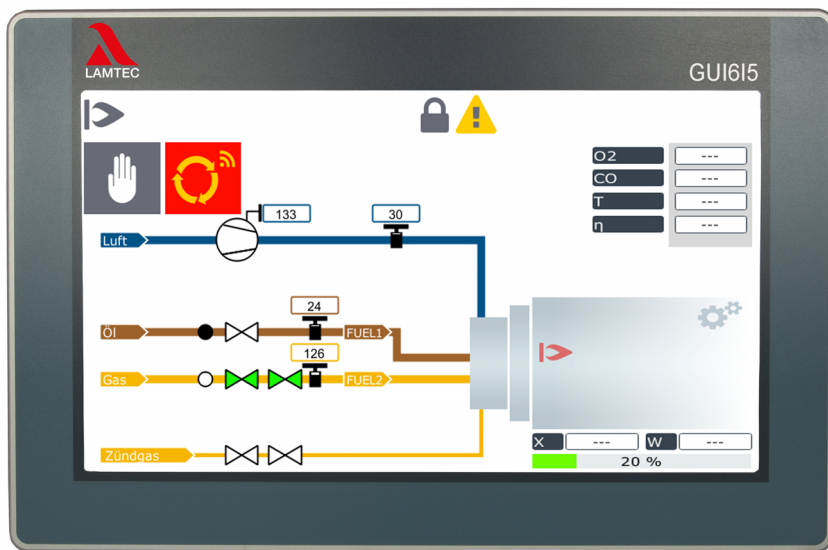 LAMTEC
GUI6I5
O2 ---
CO ---
T ---
η ---
133
30
Luft
24
Öl
FUEL1
126
Gas
FUEL2
X --- W ---
20 %
Zündgas